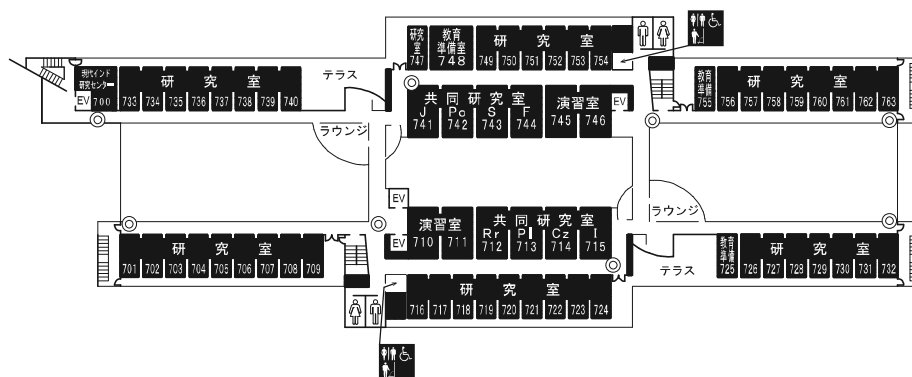 研究室 747
教育準備室 748
研究室
749 750 751 752 753 754
現代インド研究センター
EV 700
研究室
733 734 735 736 737 738 739 740
テラス
共同研究室
J Po S F
741 742 743 744
演習室
745 746
EV
教育準備 755
研究室
756 757 758 759 760 761 762 763
ラウンジ
EV
ラウンジ
演習室
710 711
EV
共同研究室
Rr Pl Cz I
712 713 714 715
研究室
701 702 703 704 705 706 707 708 709
テラス
教育準備 725
研究室
726 727 728 729 730 731 732
研究室
716 717 718 719 720 721 722 723 724